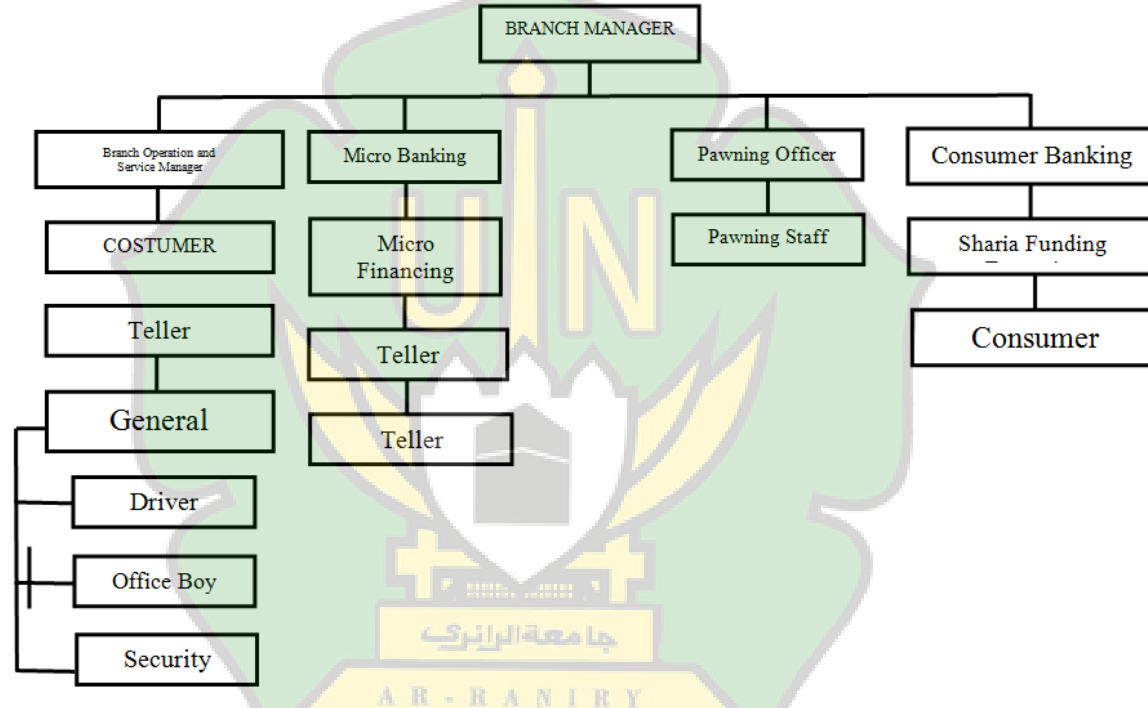 BRANCH MANAGER
Branch Operation and
Service Manager
Micro Banking
Pawning Officer
Consumer Banking
COSTUMER
Micro
Financing
Pawning Staff
Sharia Funding
Teller
Teller
Consumer
General
Teller
Driver
Office Boy
Security
UIN
جامعة الرانري
AR-RANIRY